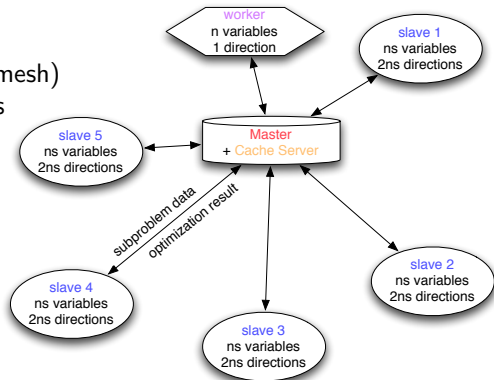 worker
n variables
1 direction
slave 1
ns variables
2ns directions
mesh)
s
slave 5
ns variables
2ns directions
Master
+ Cache Server
subproblem data
optimization result
slave 4
ns variables
2ns directions
slave 3
ns variables
2ns directions
slave 2
ns variables
2ns directions